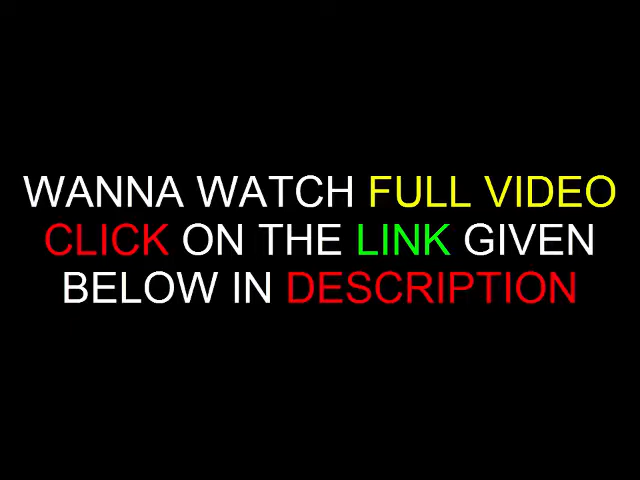 WANNA WATCH FULL VIDEO
CLICK ON THE LINK GIVEN
BELOW IN DESCRIPTION